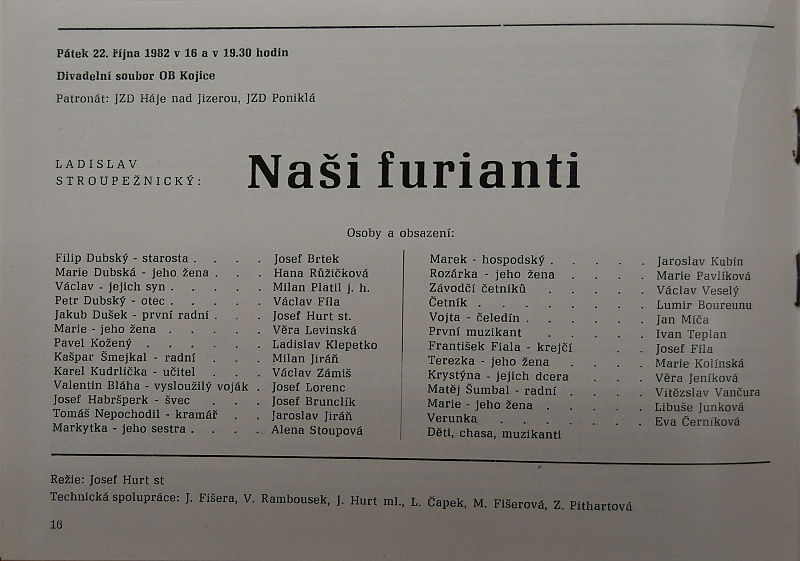 Pátek 22. října 1982 v 16 a v 19.30 hodin
Divadelní soubor OB Kojice
Patronát: JZD Háje nad Jizerou, JZD Poniklá
LADISLAV
STROUPEŽNICKÝ:
Naši furianti
Osoby a obsazení:
Filip Dubský - starosta . . . . Josef Brtek
Marie Dubská - jeho žena . . . Hana Růžičková
Václav - jejich syn . . . . . Milan Platil j. h.
Petr Dubský - otec . . . . . Václav Fíla
Jakub Dušek - první radní . . . Josef Hurt st.
Marie - jeho žena . . . . . Věra Levinská
Pavel Kožený . . . . . Ladislav Klepetko
Kašpar Šmejkal - radní . . . Milan Jiráň
Karel Kudrlička - učitel . . . Václav Zámiš
Valentin Bláha - vysloužilý voják . Josef Lorenc
Josef Habršperk - švec . . . Josef Brunclík
Tomáš Nepochodil - kramář . . Jaroslav Jiráň
Markytka - jeho sestra . . . . Alena Stoupová
Marek - hospodský . . . . . Jaroslav Kubín
Rozárka - jeho žena . . . . Marie Pavlíková
Závodčí četníků . . . . . Václav Veselý
Četník . . . . . . . . Lumír Boureunu
Vojta - čeledín . . . . . . Jan Míča
První muzikant . . . . . Ivan Teplan
František Fiala - krejčí . . Josef Fíla
Terezka - jeho žena . . . . Marie Kolínská
Krystýna - jejich dcera . . . Věra Jeníková
Matěj Šumbal - radní . . . . Vítězslav Vančura
Marie - jeho žena . . . . . Libuše Junková
Verunka . . . . . . . Eva Černíková
Děti, chasa, muzikanti
Režie: Josef Hurt st
Technická spolupráce: J. Fišera, V. Rambousek, J. Hurt ml., L. Čapek, M. Fišerová, Z. Pithartová
16